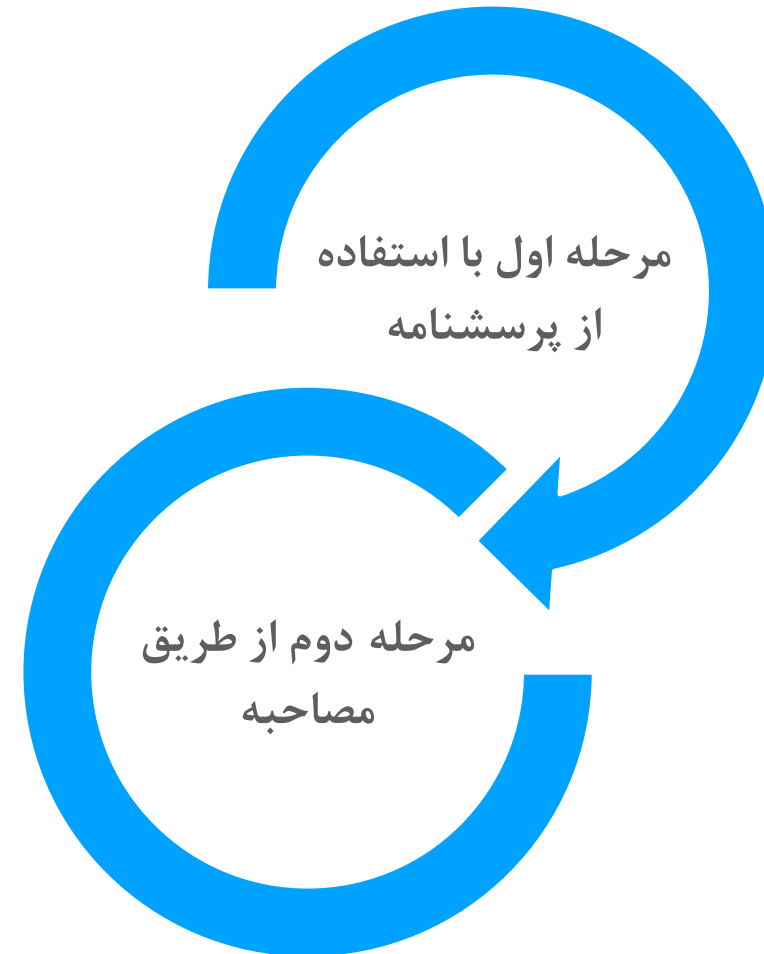 مرحله اول با استفاده
از پرسشنامه
مرحله دوم از طریق
مصاحبه